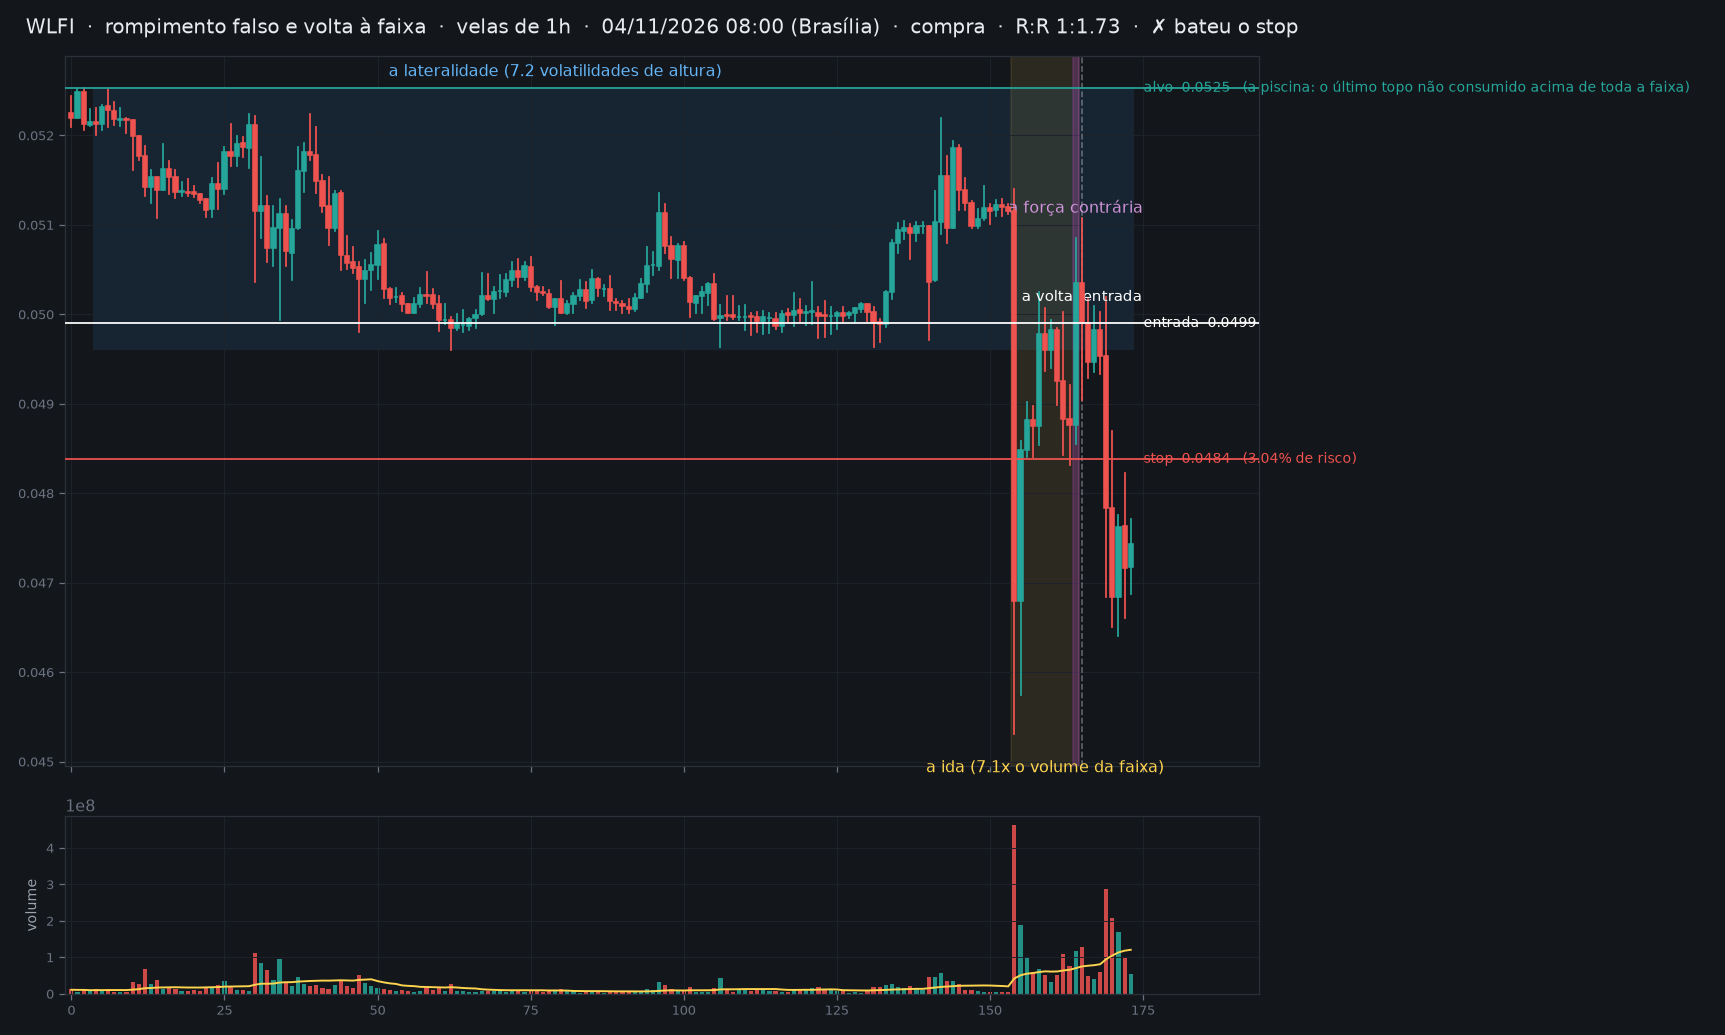 WLFI · rompimento falso e volta à faixa · velas de 1h · 04/11/2026 08:00 (Brasília) · compra · R:R 1:1.73 · ✗ bateu o stop
a lateralidade (7.2 volatilidades de altura)
alvo 0.0525 (a piscina: o último topo não consumido acima de toda a faixa)
0.052
0.051
a força contrária
a volta
entrada
0.050
entrada 0.0499
0.049
stop 0.0484 (3.04% de risco)
0.048
0.047
0.046
0.045
a ida (7.1x o volume da faixa)
1e8
4
3
2
1
0
volume
0 25 50 75 100 125 150 175